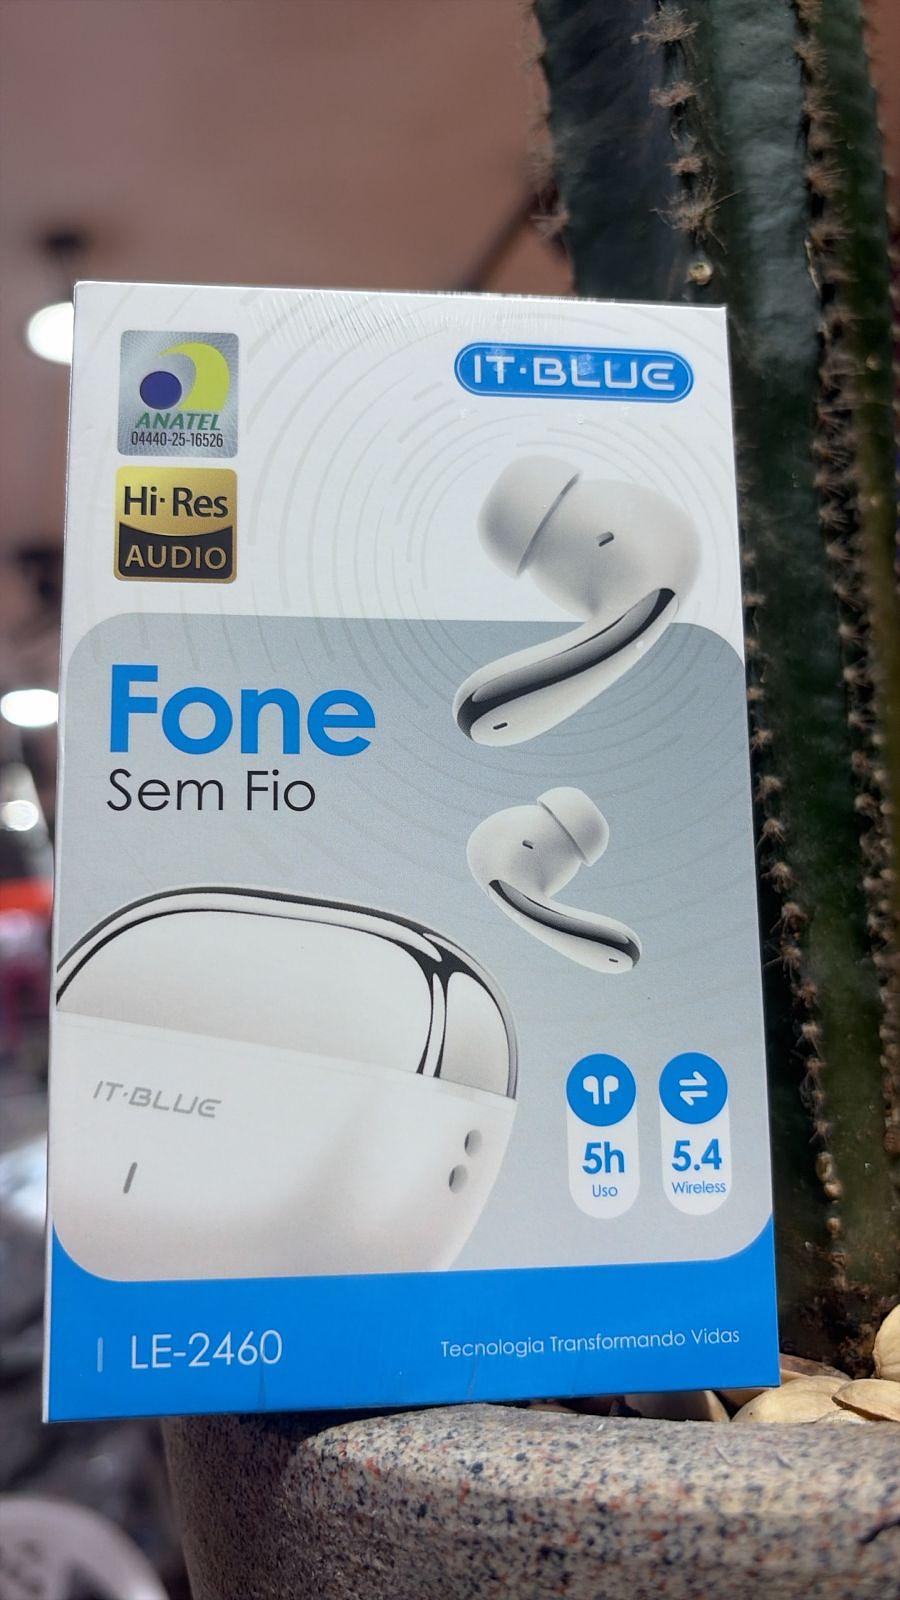 IT·BLUE
ANATEL
04440-25-16526
Hi·Res
AUDIO
Fone
Sem Fio
IT·BLUE
5h
Uso
5.4
Wireless
LE-2460
Tecnologia Transformando Vidas